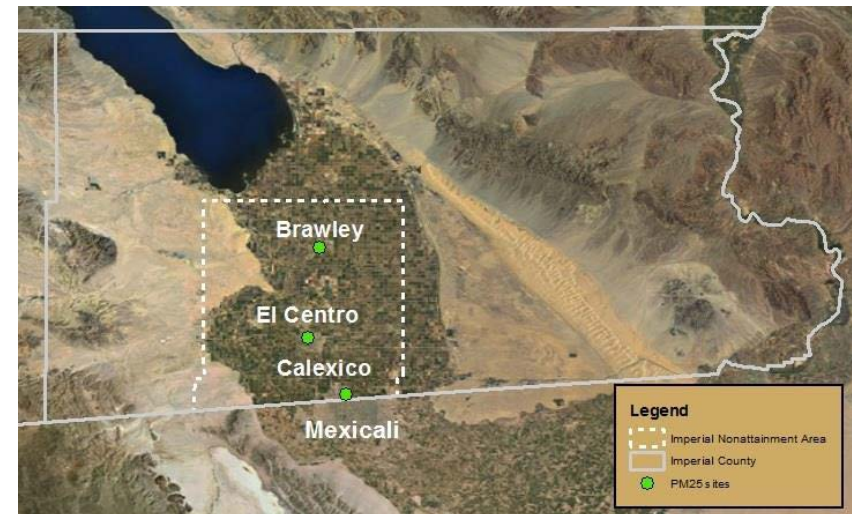 Brawley
El Centro
Calexico
Mexicali
Legend
Imperial Nonattainment Area
Imperial County
PM25 sites